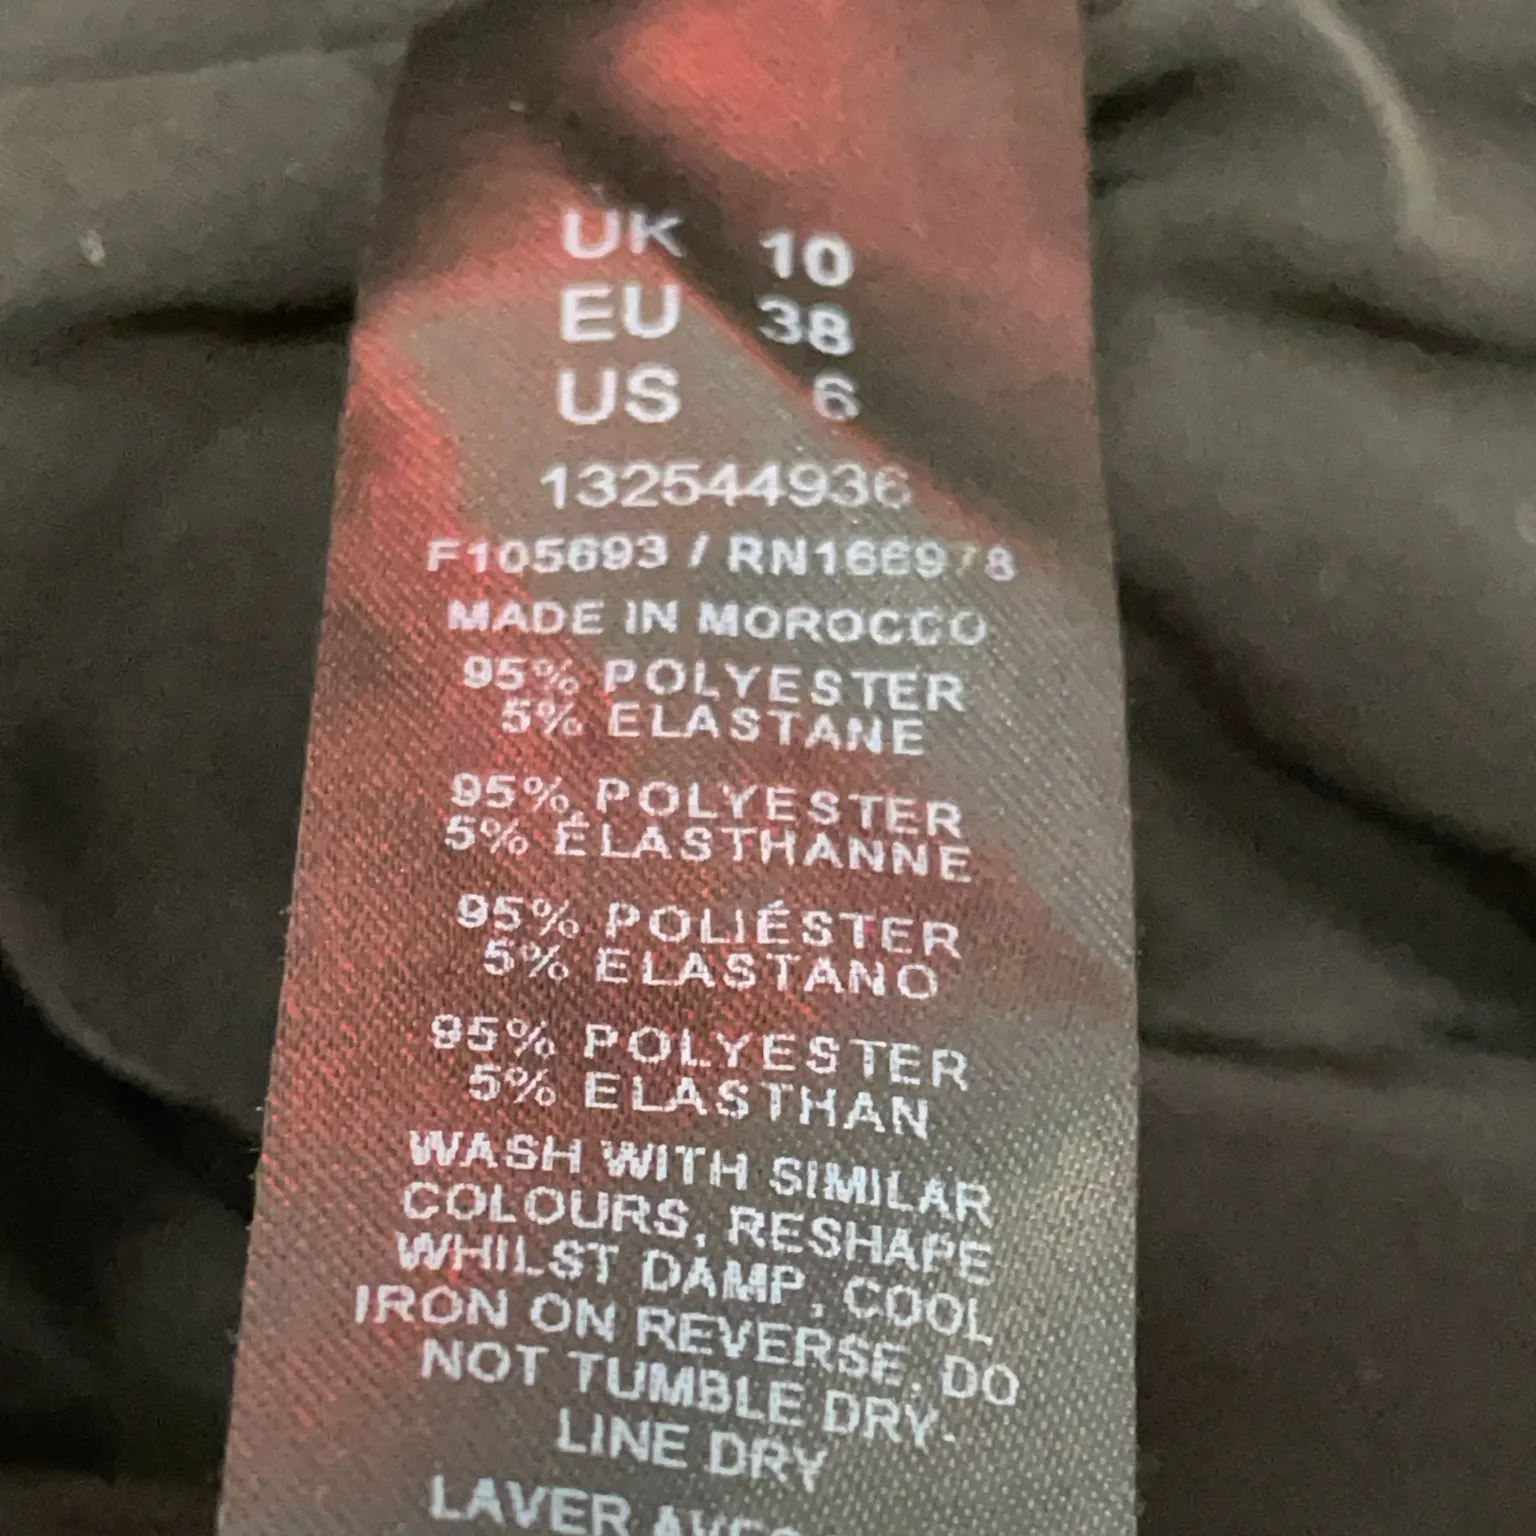 UK 10
EU 38
US 6
132544936
F105693 / RN166978
MADE IN MOROCCO
95% POLYESTER
5% ELASTANE
95% POLYESTER
5% ÉLASTHANNE
95% POLIÉSTER
5% ELASTANO
95% POLYESTER
5% ELASTHAN
WASH WITH SIMILAR
COLOURS, RESHAPE
WHILST DAMP, COOL
IRON ON REVERSE, DO
NOT TUMBLE DRY.
LINE DRY
LAVER